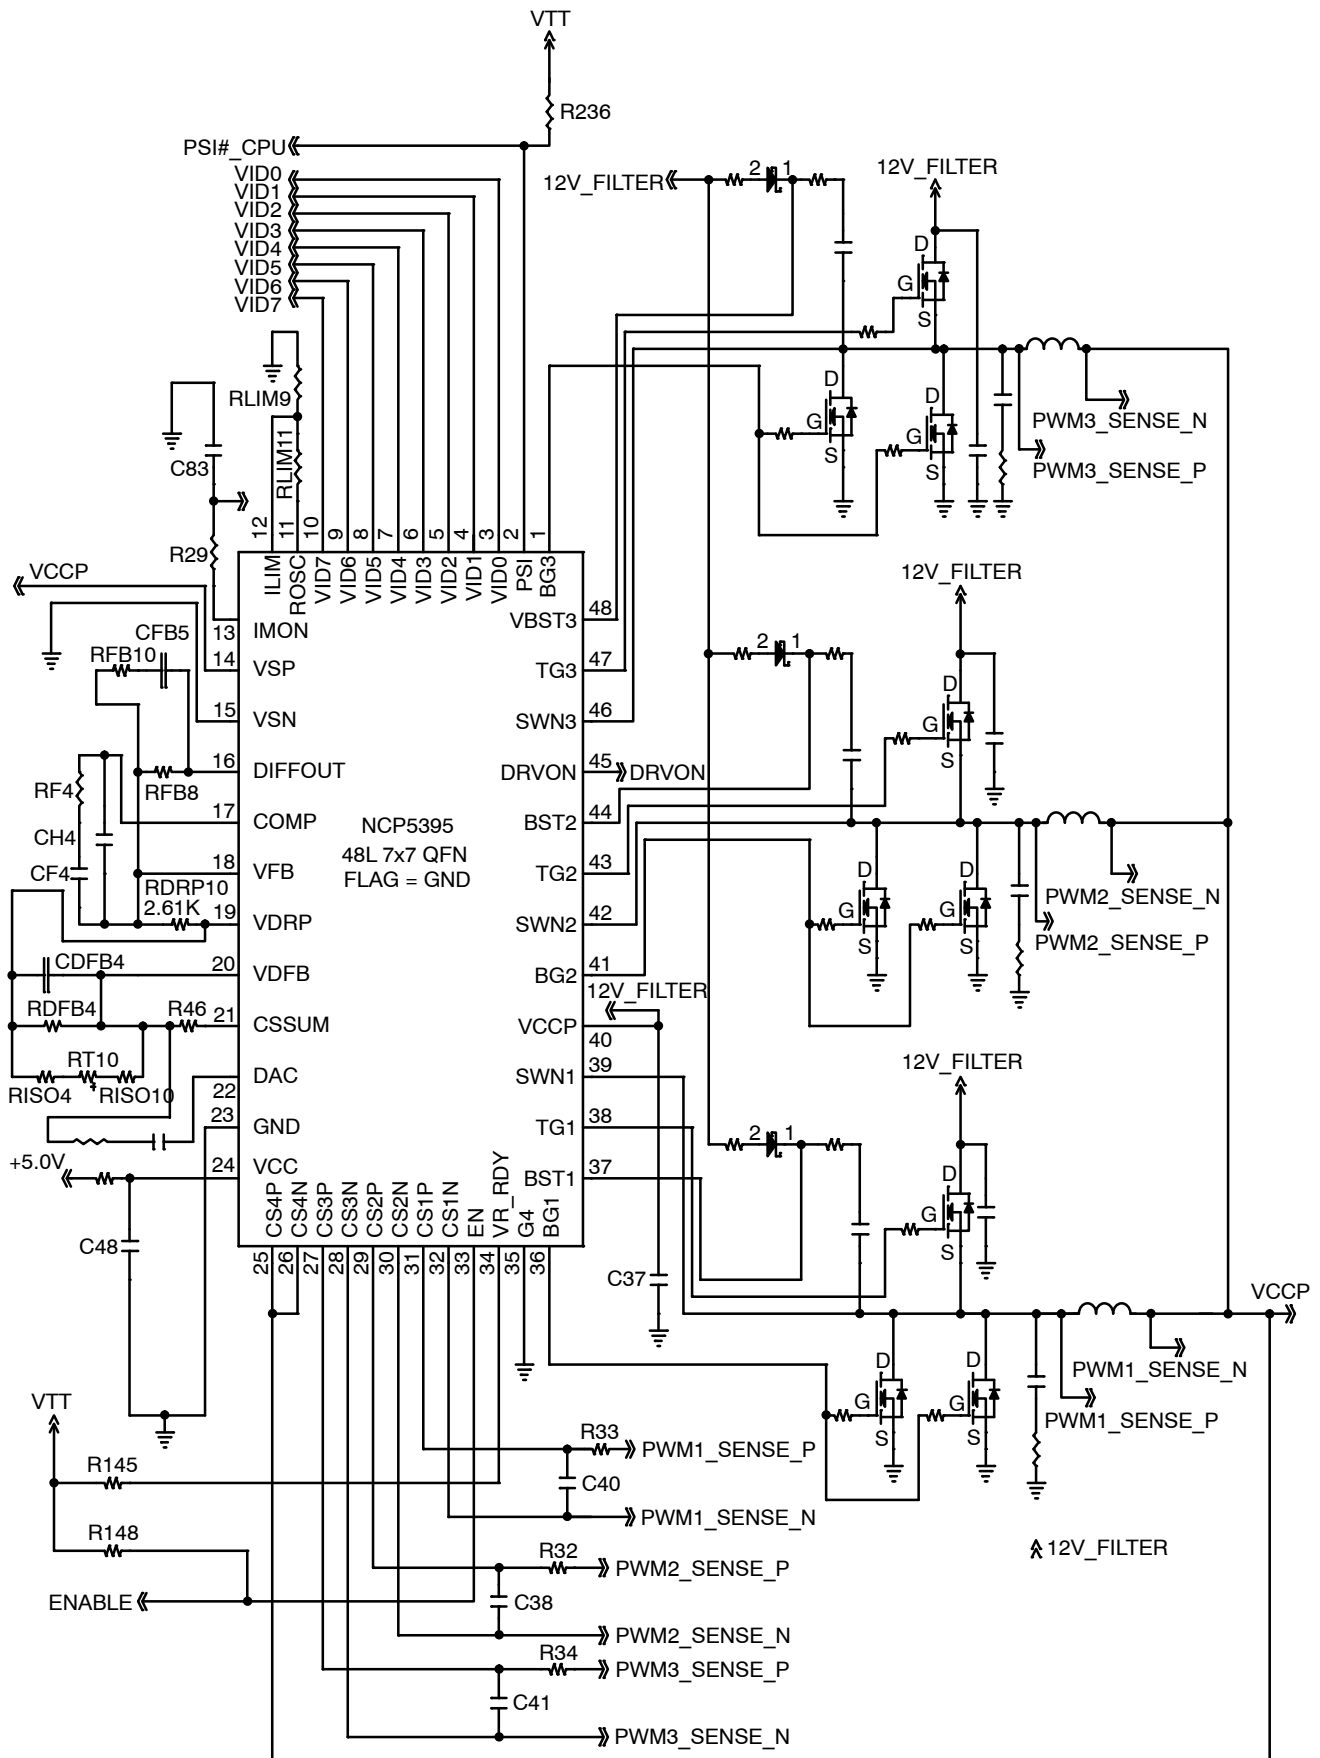 VTT
R236
PSI#_CPU
VID0
VID1
VID2
VID3
VID4
VID5
VID6
VID7
12V_FILTER
2 1
12V_FILTER
D
G
S
RLIM9
RLIM11
C83
D
G
S
D
G
S
PWM3_SENSE_N
PWM3_SENSE_P
R29
VCCP
12 11 10 9 8 7 6 5 4 3 2 1
ILIM ROSC VID7 VID6 VID5 VID4 VID3 VID2 VID1 VID0 PSI BG3
13 IMON
14 VSP
15 VSN
16 DIFFOUT
17 COMP
18 VFB
19 VDRP
20 VDFB
21 CSSUM
22 DAC
23 GND
24 VCC
NCP5395
48L 7x7 QFN
FLAG = GND
VBST3 48
TG3 47
SWN3 46
DRVON 45 DRVON
BST2 44
TG2 43
SWN2 42
BG2 41
VCCP 40
SWN1 39
TG1 38
BST1 37
CS4P CS4N CS3P CS3N CS2P CS2N CS1P CS1N EN VR_RDY G4 BG1
25 26 27 28 29 30 31 32 33 34 35 36
CFB5
RFB10
RFB8
RF4
CH4
CF4
RDRP10
2.61K
CDFB4
RDFB4
R46
RT10
RISO4 RISO10
+5.0V
C48
12V_FILTER
2 1
D
G
S
D
G
S
D
G
S
PWM2_SENSE_N
PWM2_SENSE_P
12V_FILTER
12V_FILTER
2 1
D
G
S
C37
VCCP
D
G
S
D
G
S
PWM1_SENSE_N
PWM1_SENSE_P
12V_FILTER
VTT
R145
R148
ENABLE
R33
PWM1_SENSE_P
C40
PWM1_SENSE_N
R32
PWM2_SENSE_P
C38
PWM2_SENSE_N
R34
PWM3_SENSE_P
C41
PWM3_SENSE_N